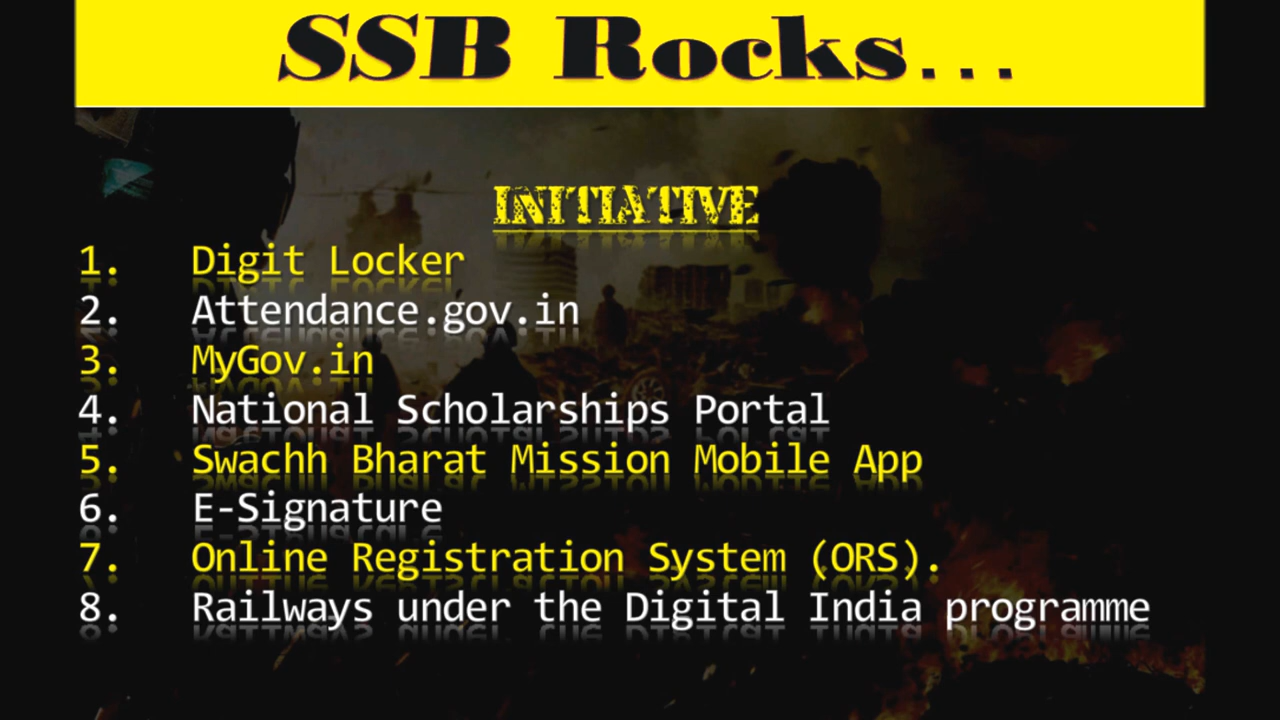 SSB Rocks...
INITIATIVE
1. Digit Locker
2. Attendance.gov.in
3. MyGov.in
4. National Scholarships Portal
5. Swachh Bharat Mission Mobile App
6. E-Signature
7. Online Registration System (ORS).
8. Railways under the Digital India programme